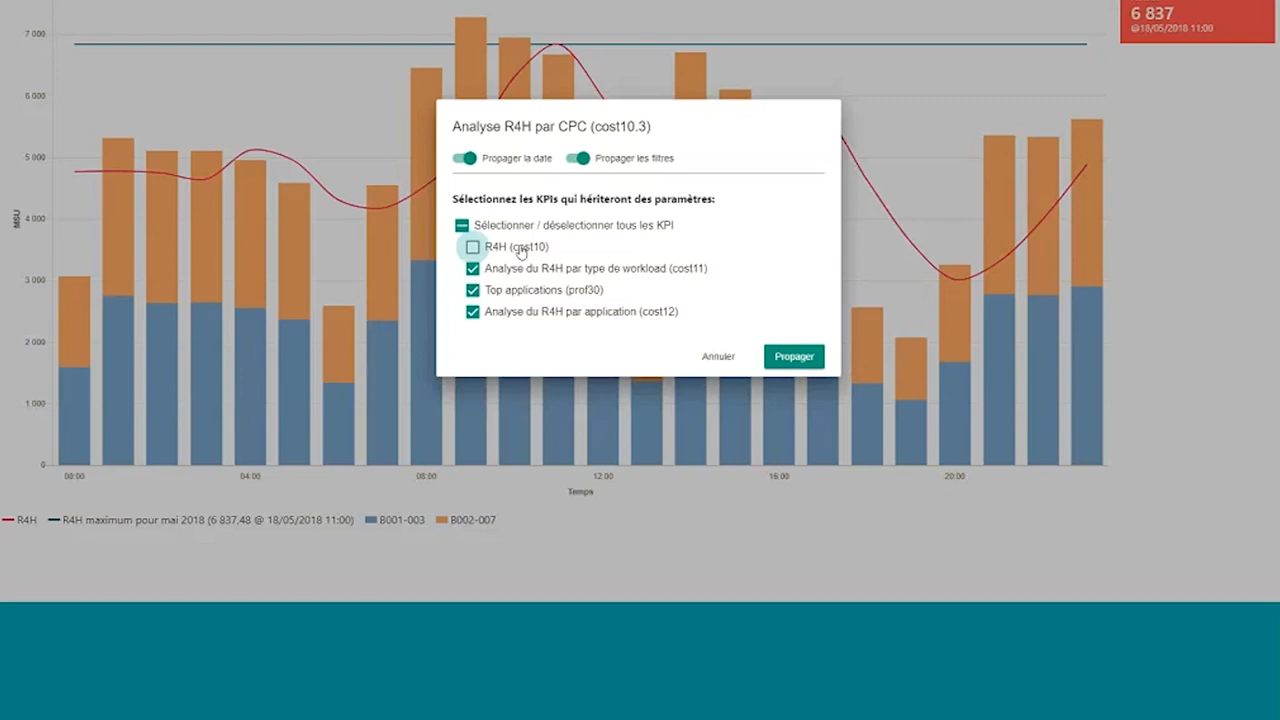 6 837
@18/05/2018 11:00
7 000
6 000
5 000
4 000
3 000
2 000
1 000
0
MSU
Analyse R4H par CPC (cost10.3)
Propager la date
Propager les filtres
Sélectionnez les KPIs qui hériteront des paramètres:
Sélectionner / déselectionner tous les KPI
R4H (cost10)
Analyse du R4H par type de workload (cost11)
Top applications (prof30)
Analyse du R4H par application (cost12)
Annuler
Propager
00:00 04:00 08:00 12:00 16:00 20:00
Temps
R4H R4H maximum pour mai 2018 (6 837,48 @ 18/05/2018 11:00) B001-003 B002-007